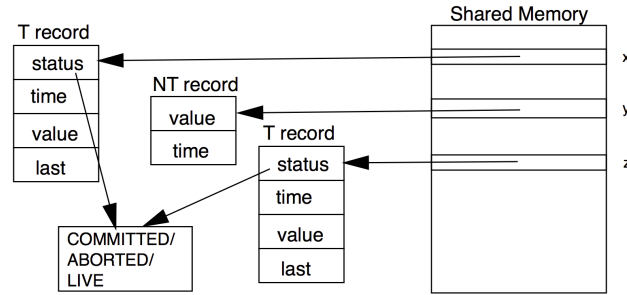 Shared Memory
T record
status
time
value
last
NT record
value
time
T record
status
time
value
last
COMMITTED/
ABORTED/
LIVE
x
y
z